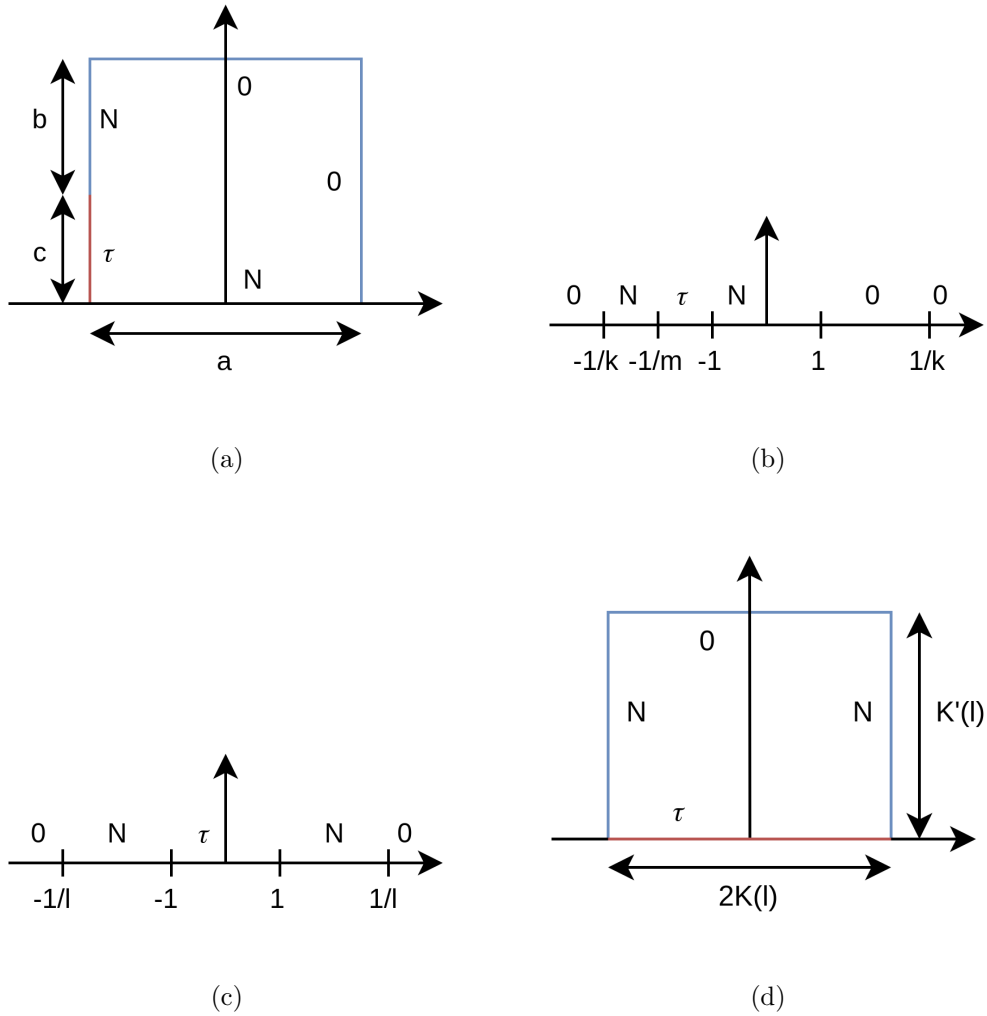 0
b N
0
c τ
N
a
(a)
0 N τ N 0 0
-1/k -1/m -1 1 1/k
(b)
0 N τ N 0
-1/l -1 1 1/l
(c)
0
N N K'(l)
τ
2K(l)
(d)